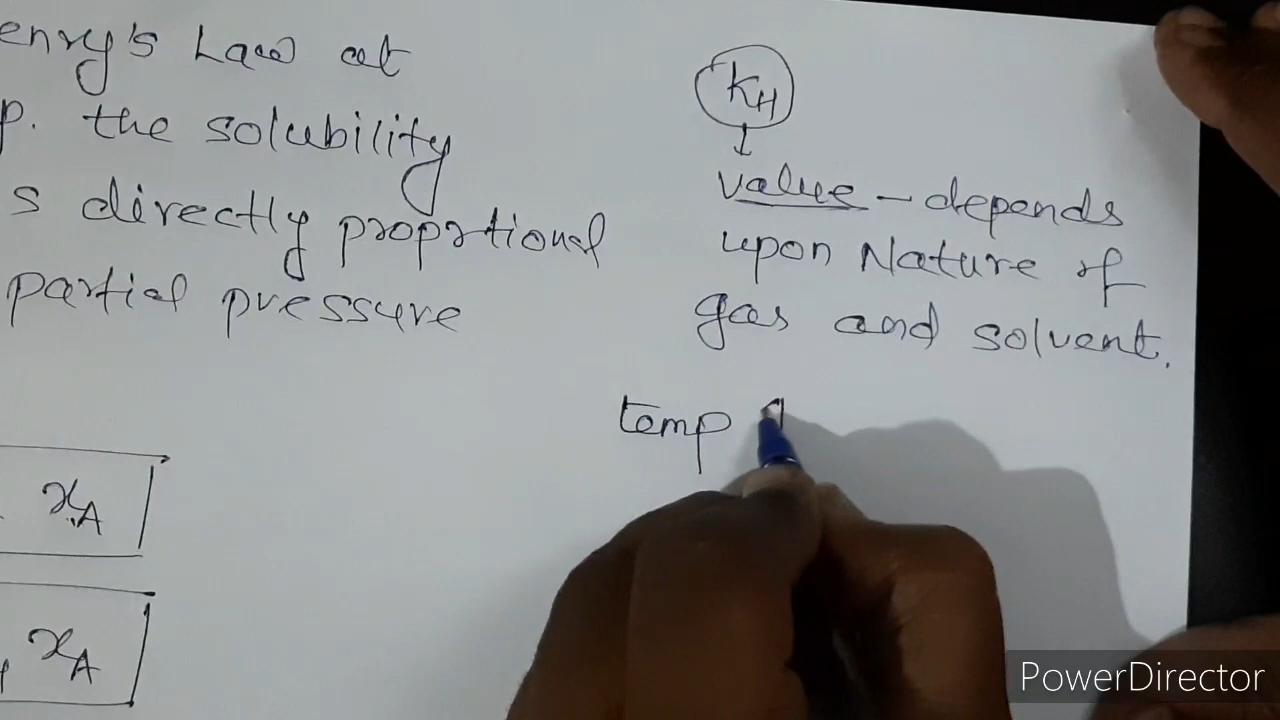 enry's Law at
p. the solubility
s directly proportional
partial pressure
xA
xA
KH
value - depends
upon Nature of
gas and solvent.
temp
PowerDirector